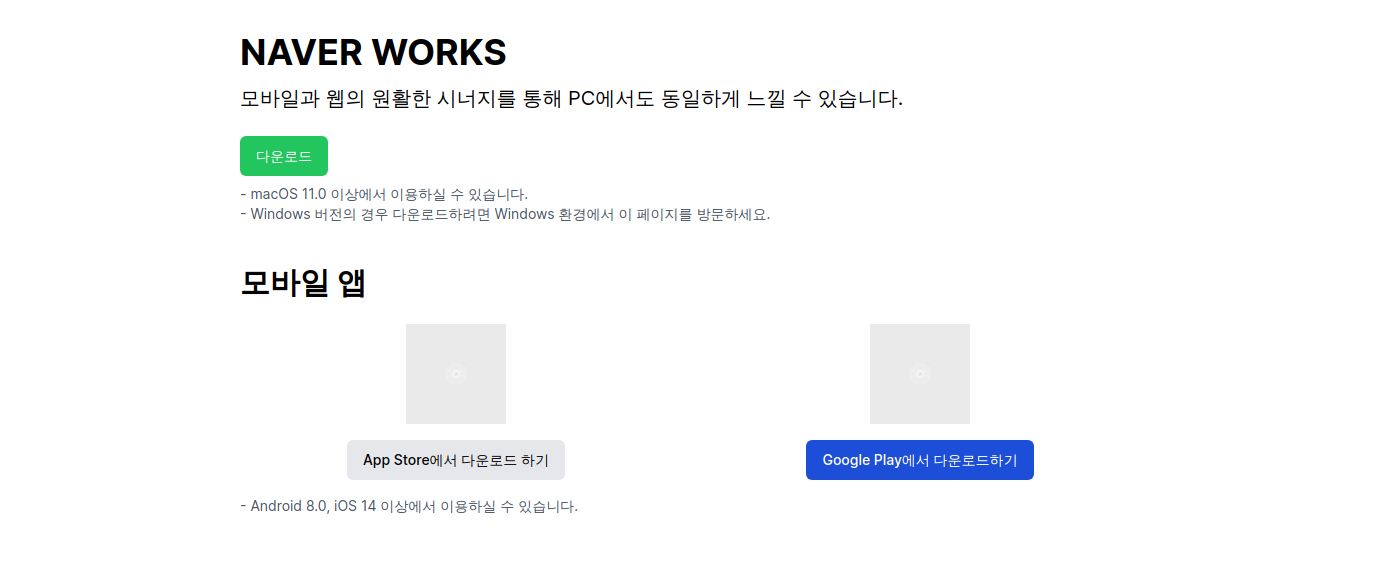 NAVER WORKS
모바일과 웹의 원활한 시너지를 통해 PC에서도 동일하게 느낄 수 있습니다.
다운로드
- macOS 11.0 이상에서 이용하실 수 있습니다.
- Windows 버전의 경우 다운로드하려면 Windows 환경에서 이 페이지를 방문하세요.
모바일 앱
App Store에서 다운로드 하기
Google Play에서 다운로드하기
- Android 8.0, iOS 14 이상에서 이용하실 수 있습니다.